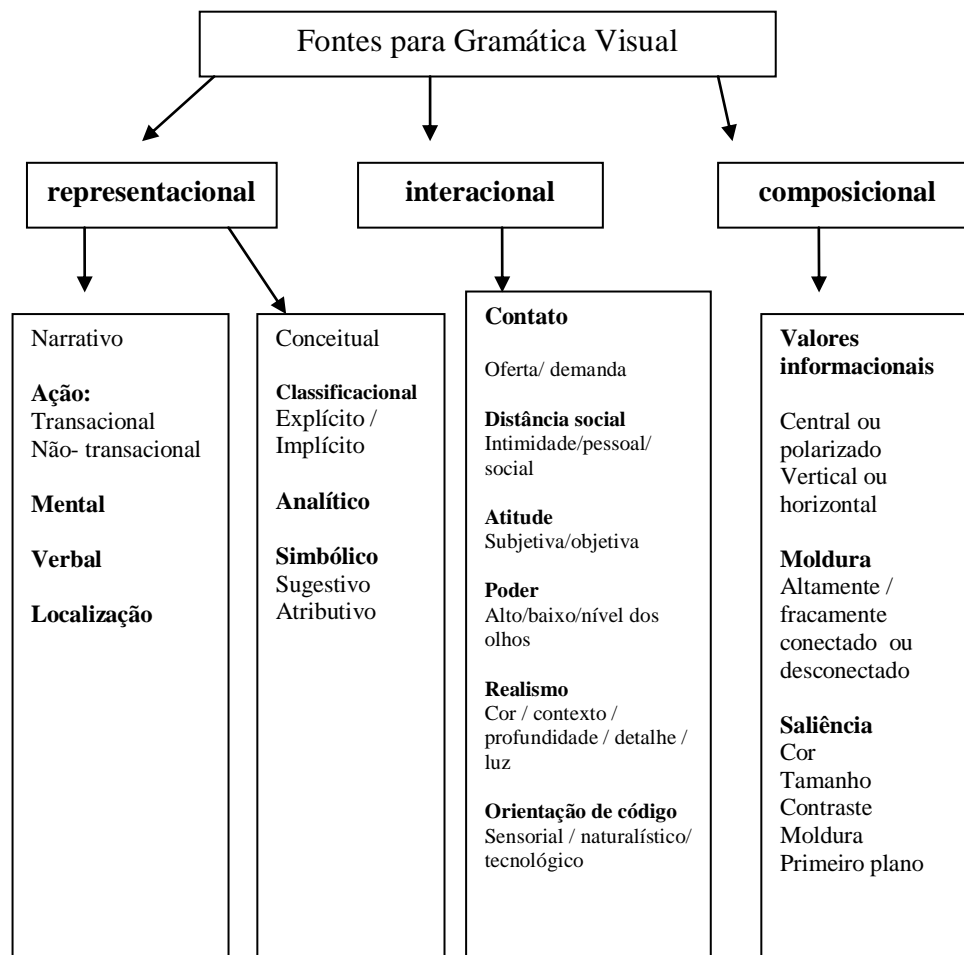 Fontes para Gramática Visual
representacional
interacional
composicional
Narrativo
Ação:
Transacional
Não- transacional
Mental
Verbal
Localização
Conceitual
Classificacional
Explícito /
Implícito
Analítico
Simbólico
Sugestivo
Atributivo
Contato
Oferta/ demanda
Distância social
Intimidade/pessoal/
social
Atitude
Subjetiva/objetiva
Poder
Alto/baixo/nível dos
olhos
Realismo
Cor / contexto /
profundidade / detalhe /
luz
Orientação de código
Sensorial / naturalístico/
tecnológico
Valores
informacionais
Central ou
polarizado
Vertical ou
horizontal
Moldura
Altamente /
fracamente
conectado ou
desconectado
Saliência
Cor
Tamanho
Contraste
Moldura
Primeiro plano